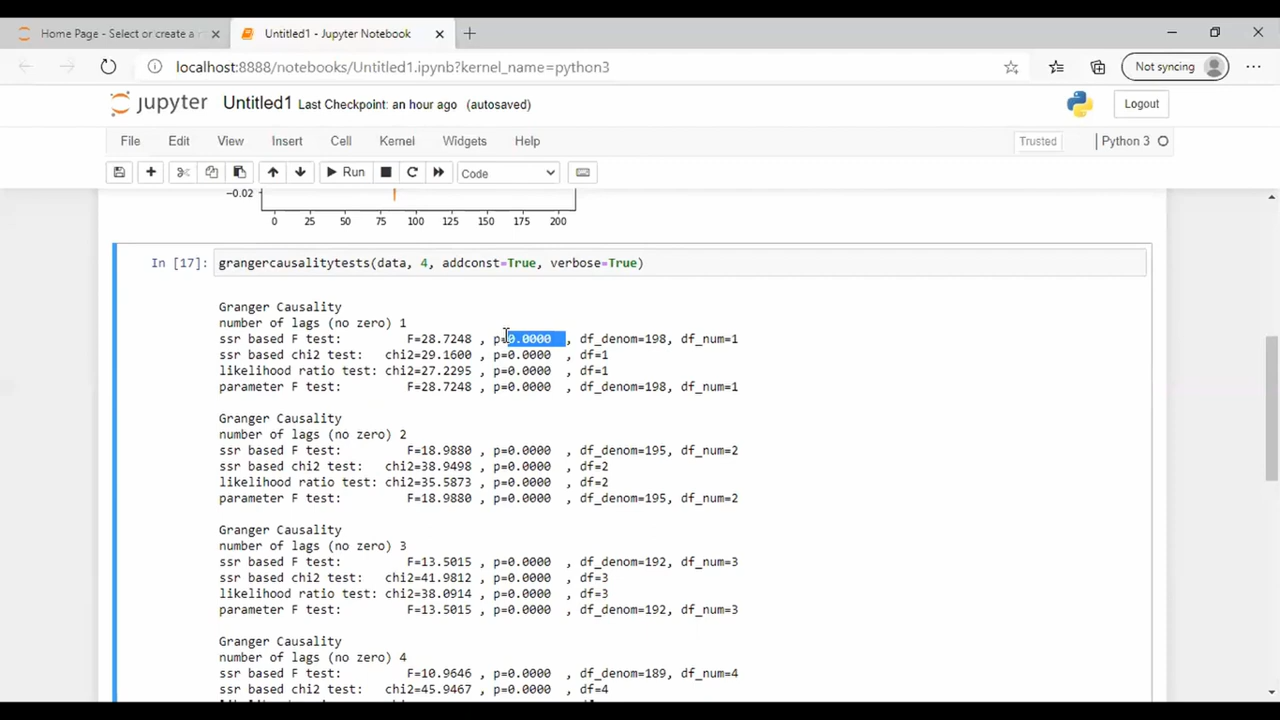 Home Page - Select or create a n
Untitled1 - Jupyter Notebook
localhost:8888/notebooks/Untitled1.ipynb?kernel_name=python3
Not syncing
jupyter Untitled1 Last Checkpoint: an hour ago (autosaved)
Logout
File Edit View Insert Cell Kernel Widgets Help
Trusted
Python 3
Run
Code
−0.02
0 25 50 75 100 125 150 175 200
In [17]: grangercausalitytests(data, 4, addconst=True, verbose=True)
Granger Causality
number of lags (no zero) 1
ssr based F test: F=28.7248 , p=0.0000 , df_denom=198, df_num=1
ssr based chi2 test: chi2=29.1600 , p=0.0000 , df=1
likelihood ratio test: chi2=27.2295 , p=0.0000 , df=1
parameter F test: F=28.7248 , p=0.0000 , df_denom=198, df_num=1
Granger Causality
number of lags (no zero) 2
ssr based F test: F=18.9880 , p=0.0000 , df_denom=195, df_num=2
ssr based chi2 test: chi2=38.9498 , p=0.0000 , df=2
likelihood ratio test: chi2=35.5873 , p=0.0000 , df=2
parameter F test: F=18.9880 , p=0.0000 , df_denom=195, df_num=2
Granger Causality
number of lags (no zero) 3
ssr based F test: F=13.5015 , p=0.0000 , df_denom=192, df_num=3
ssr based chi2 test: chi2=41.9812 , p=0.0000 , df=3
likelihood ratio test: chi2=38.0914 , p=0.0000 , df=3
parameter F test: F=13.5015 , p=0.0000 , df_denom=192, df_num=3
Granger Causality
number of lags (no zero) 4
ssr based F test: F=10.9646 , p=0.0000 , df_denom=189, df_num=4
ssr based chi2 test: chi2=45.9467 , p=0.0000 , df=4